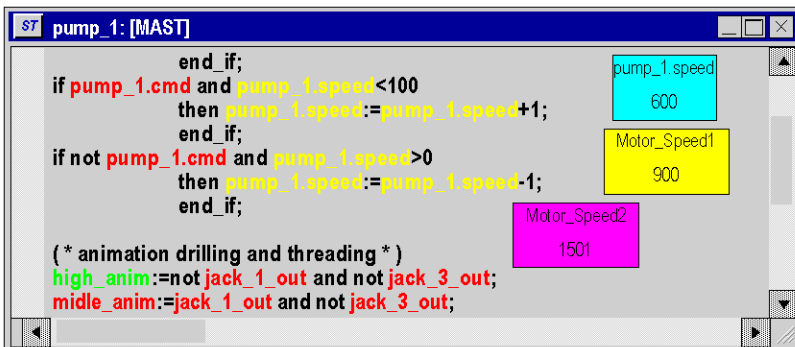 ST pump_1: [MAST]
end_if;
if pump_1.cmd and pump_1.speed<100
then pump_1.speed:=pump_1.speed+1;
end_if;
if not pump_1.cmd and pump_1.speed>0
then pump_1.speed:=pump_1.speed-1;
end_if;
(* animation drilling and threading *)
high_anim:=not jack_1_out and not jack_3_out;
midle_anim:=jack_1_out and not jack_3_out;
pump_1.speed
600
Motor_Speed1
900
Motor_Speed2
1501